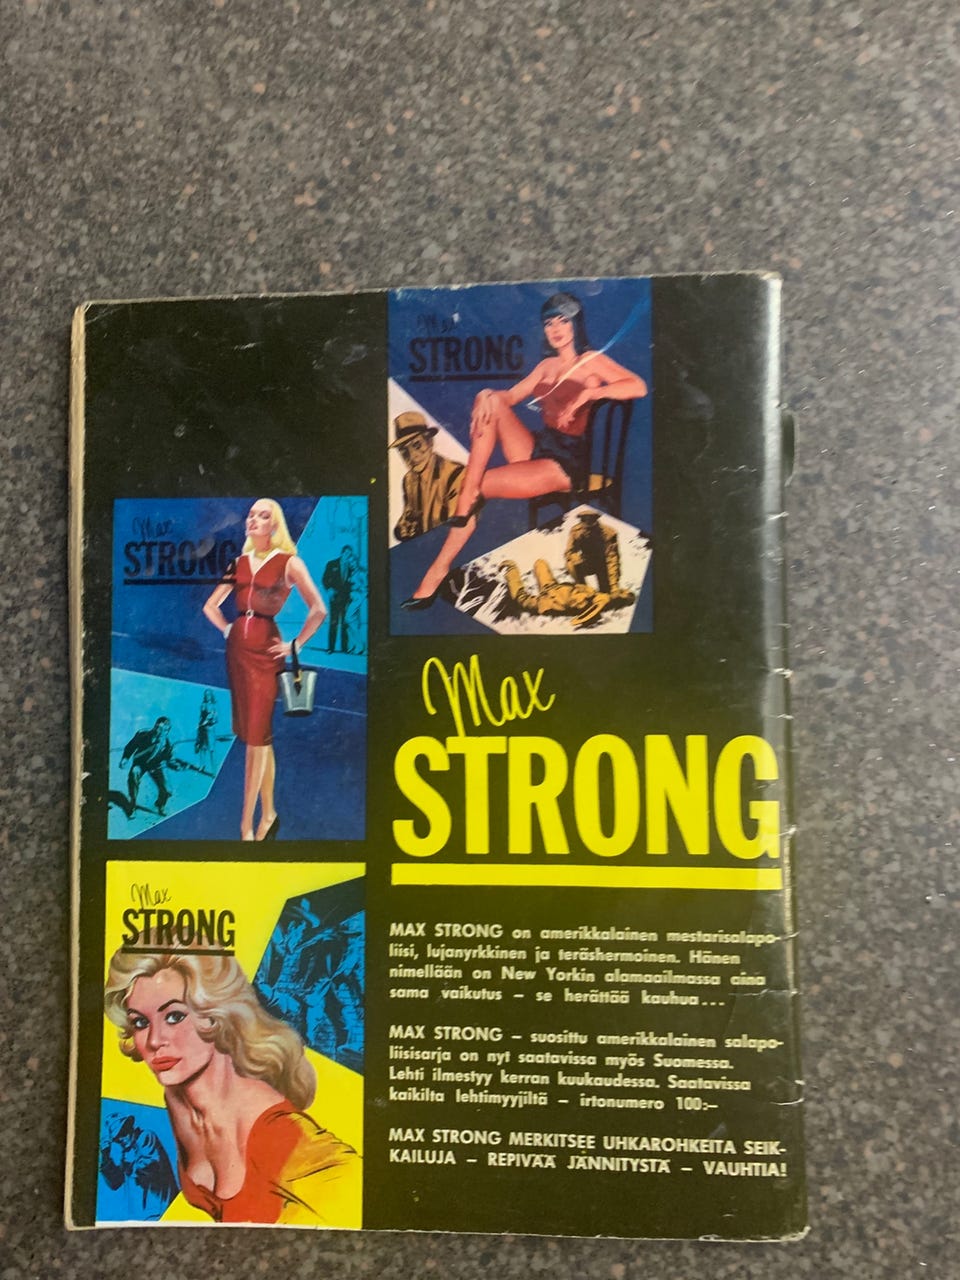 Max
STRONG
Max
STRONG
Max
STRONG
Max
STRONG
MAX STRONG on amerikkalainen mestarisalapo-
liisi, lujanyrkkinen ja teräshermoinen. Hänen
nimellään on New Yorkin alamaailmassa aina
sama vaikutus – se herättää kauhua...
MAX STRONG – suosittu amerikkalainen salapo-
liisisarja on nyt saatavissa myös Suomessa.
Lehti ilmestyy kerran kuukaudessa. Saatavissa
kaikilta lehtimyyjiltä – irtonumero 100:–
MAX STRONG MERKITSEE UHKAROHKEITA SEIK-
KAILUJA – REPIVÄÄ JÄNNITYSTÄ – VAUHTIA!